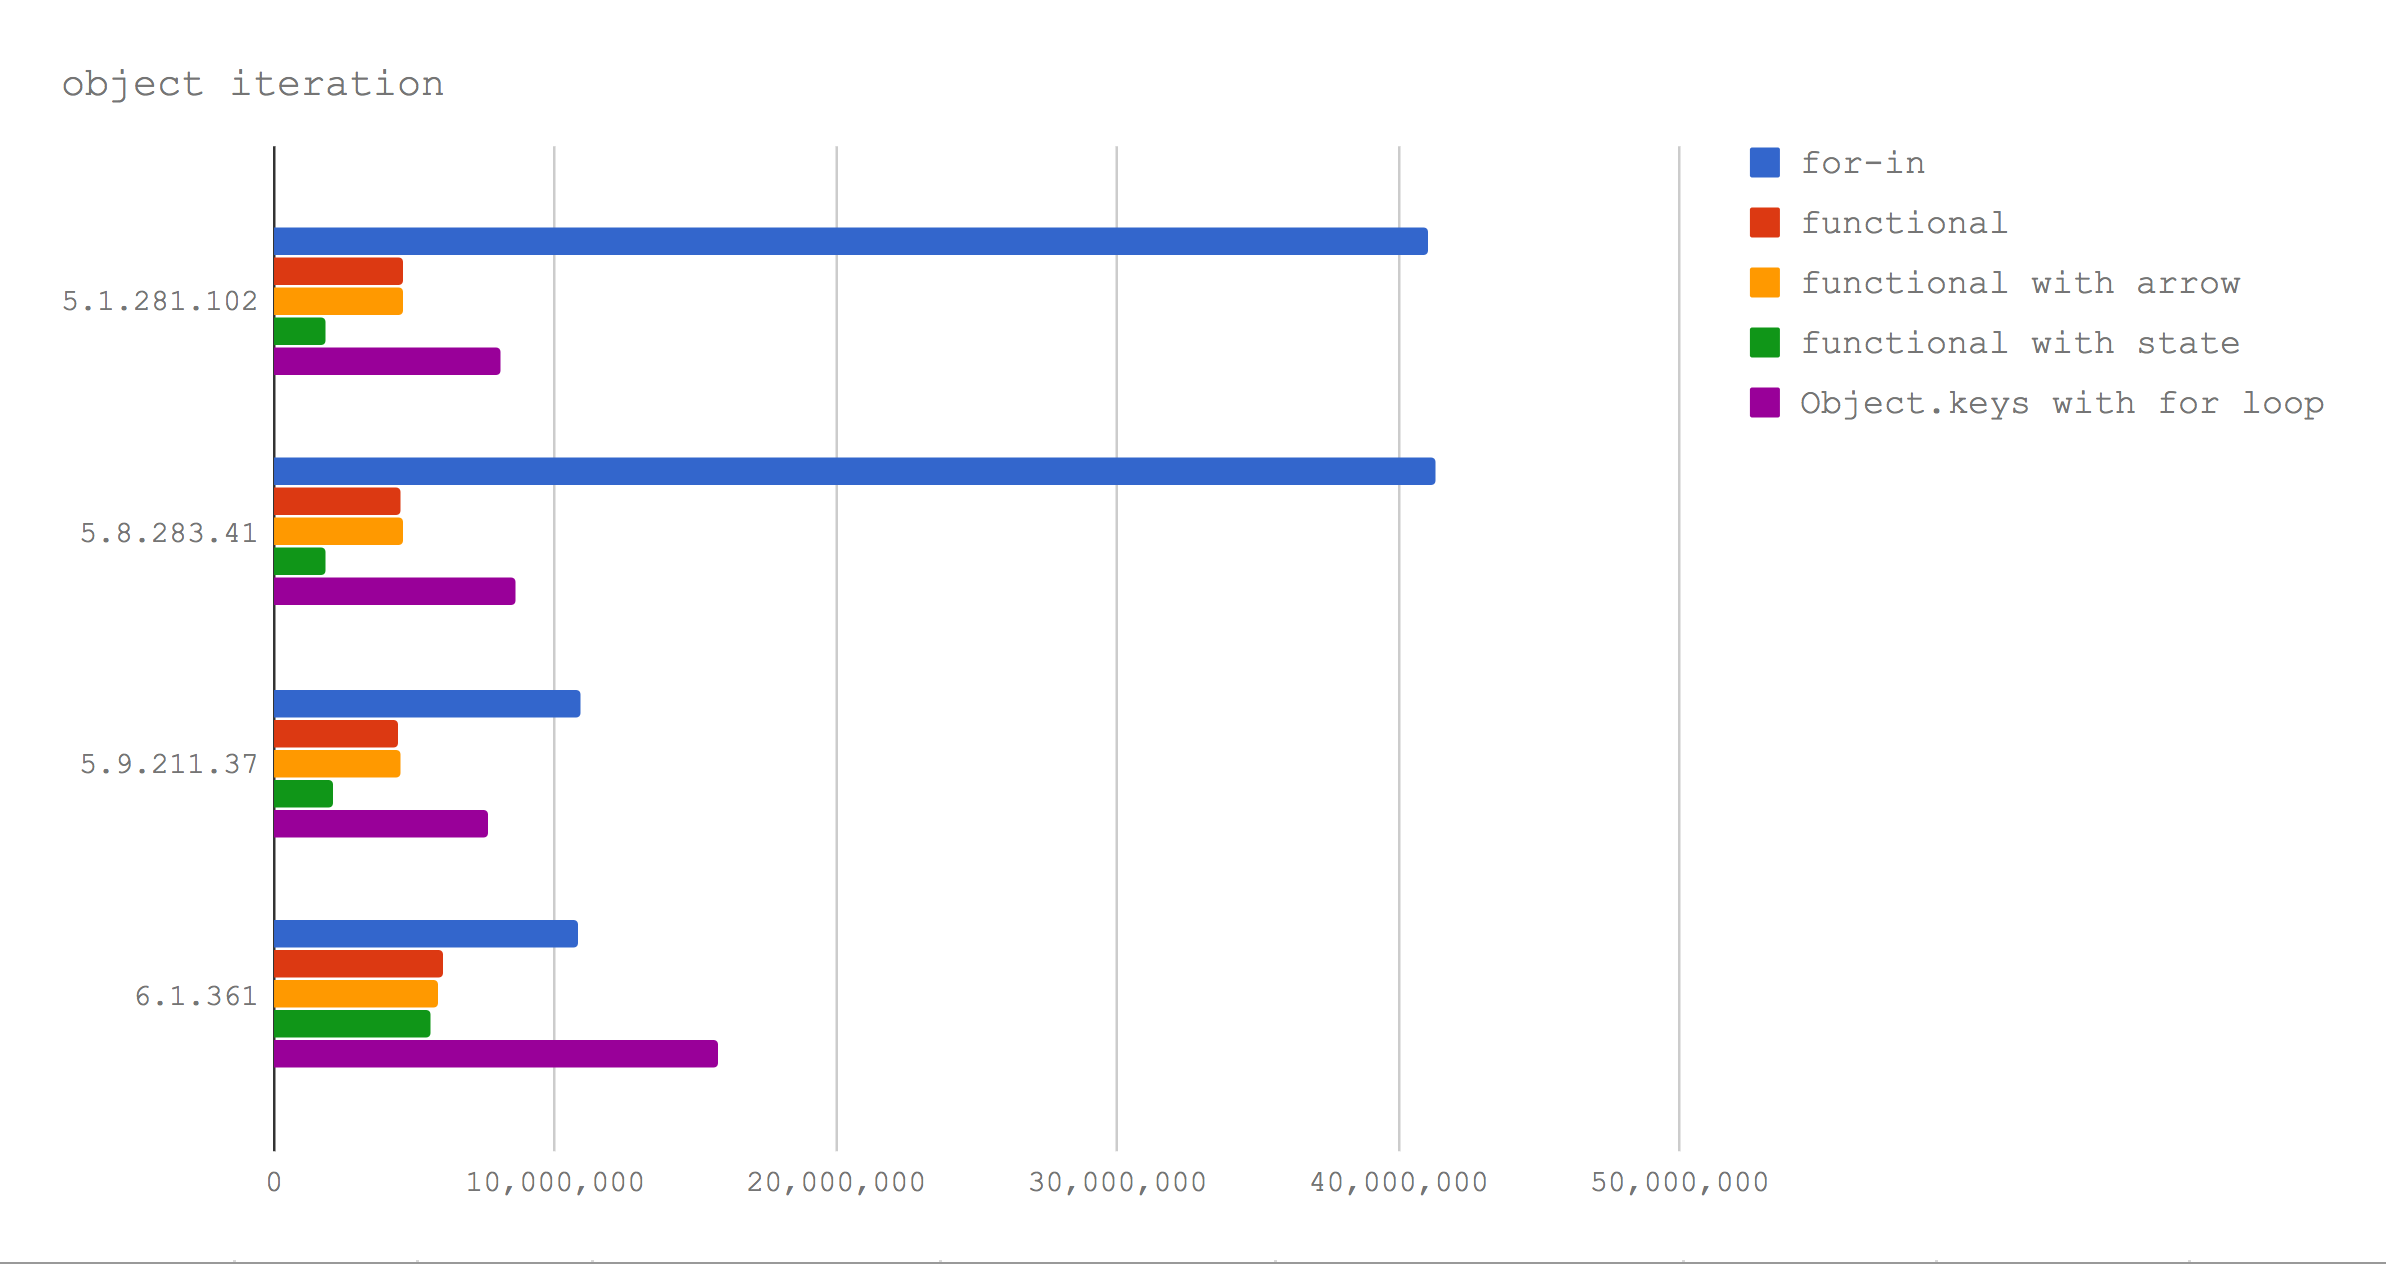 object iteration
for-in
functional
functional with arrow
functional with state
Object.keys with for loop
5.1.281.102
5.8.283.41
5.9.211.37
6.1.361
0 10,000,000 20,000,000 30,000,000 40,000,000 50,000,000